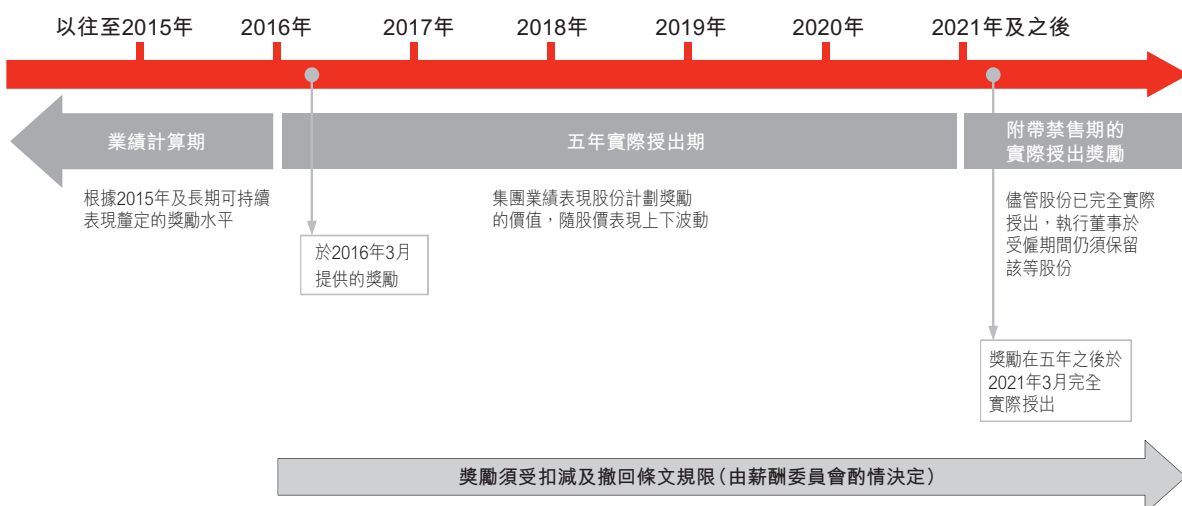 以往至2015年 2016年 2017年 2018年 2019年 2020年 2021年及之後
業績計算期
五年實際授出期
附帶禁售期的
實際授出獎勵
根據2015年及長期可持續
表現釐定的獎勵水平
集團業績表現股份計劃獎勵
的價值，隨股價表現上下波動
儘管股份已完全實際
授出，執行董事於
受僱期間仍須保留
該等股份
於2016年3月
提供的獎勵
獎勵在五年之後於
2021年3月完全
實際授出
獎勵須受扣減及撤回條文規限（由薪酬委員會酌情決定）